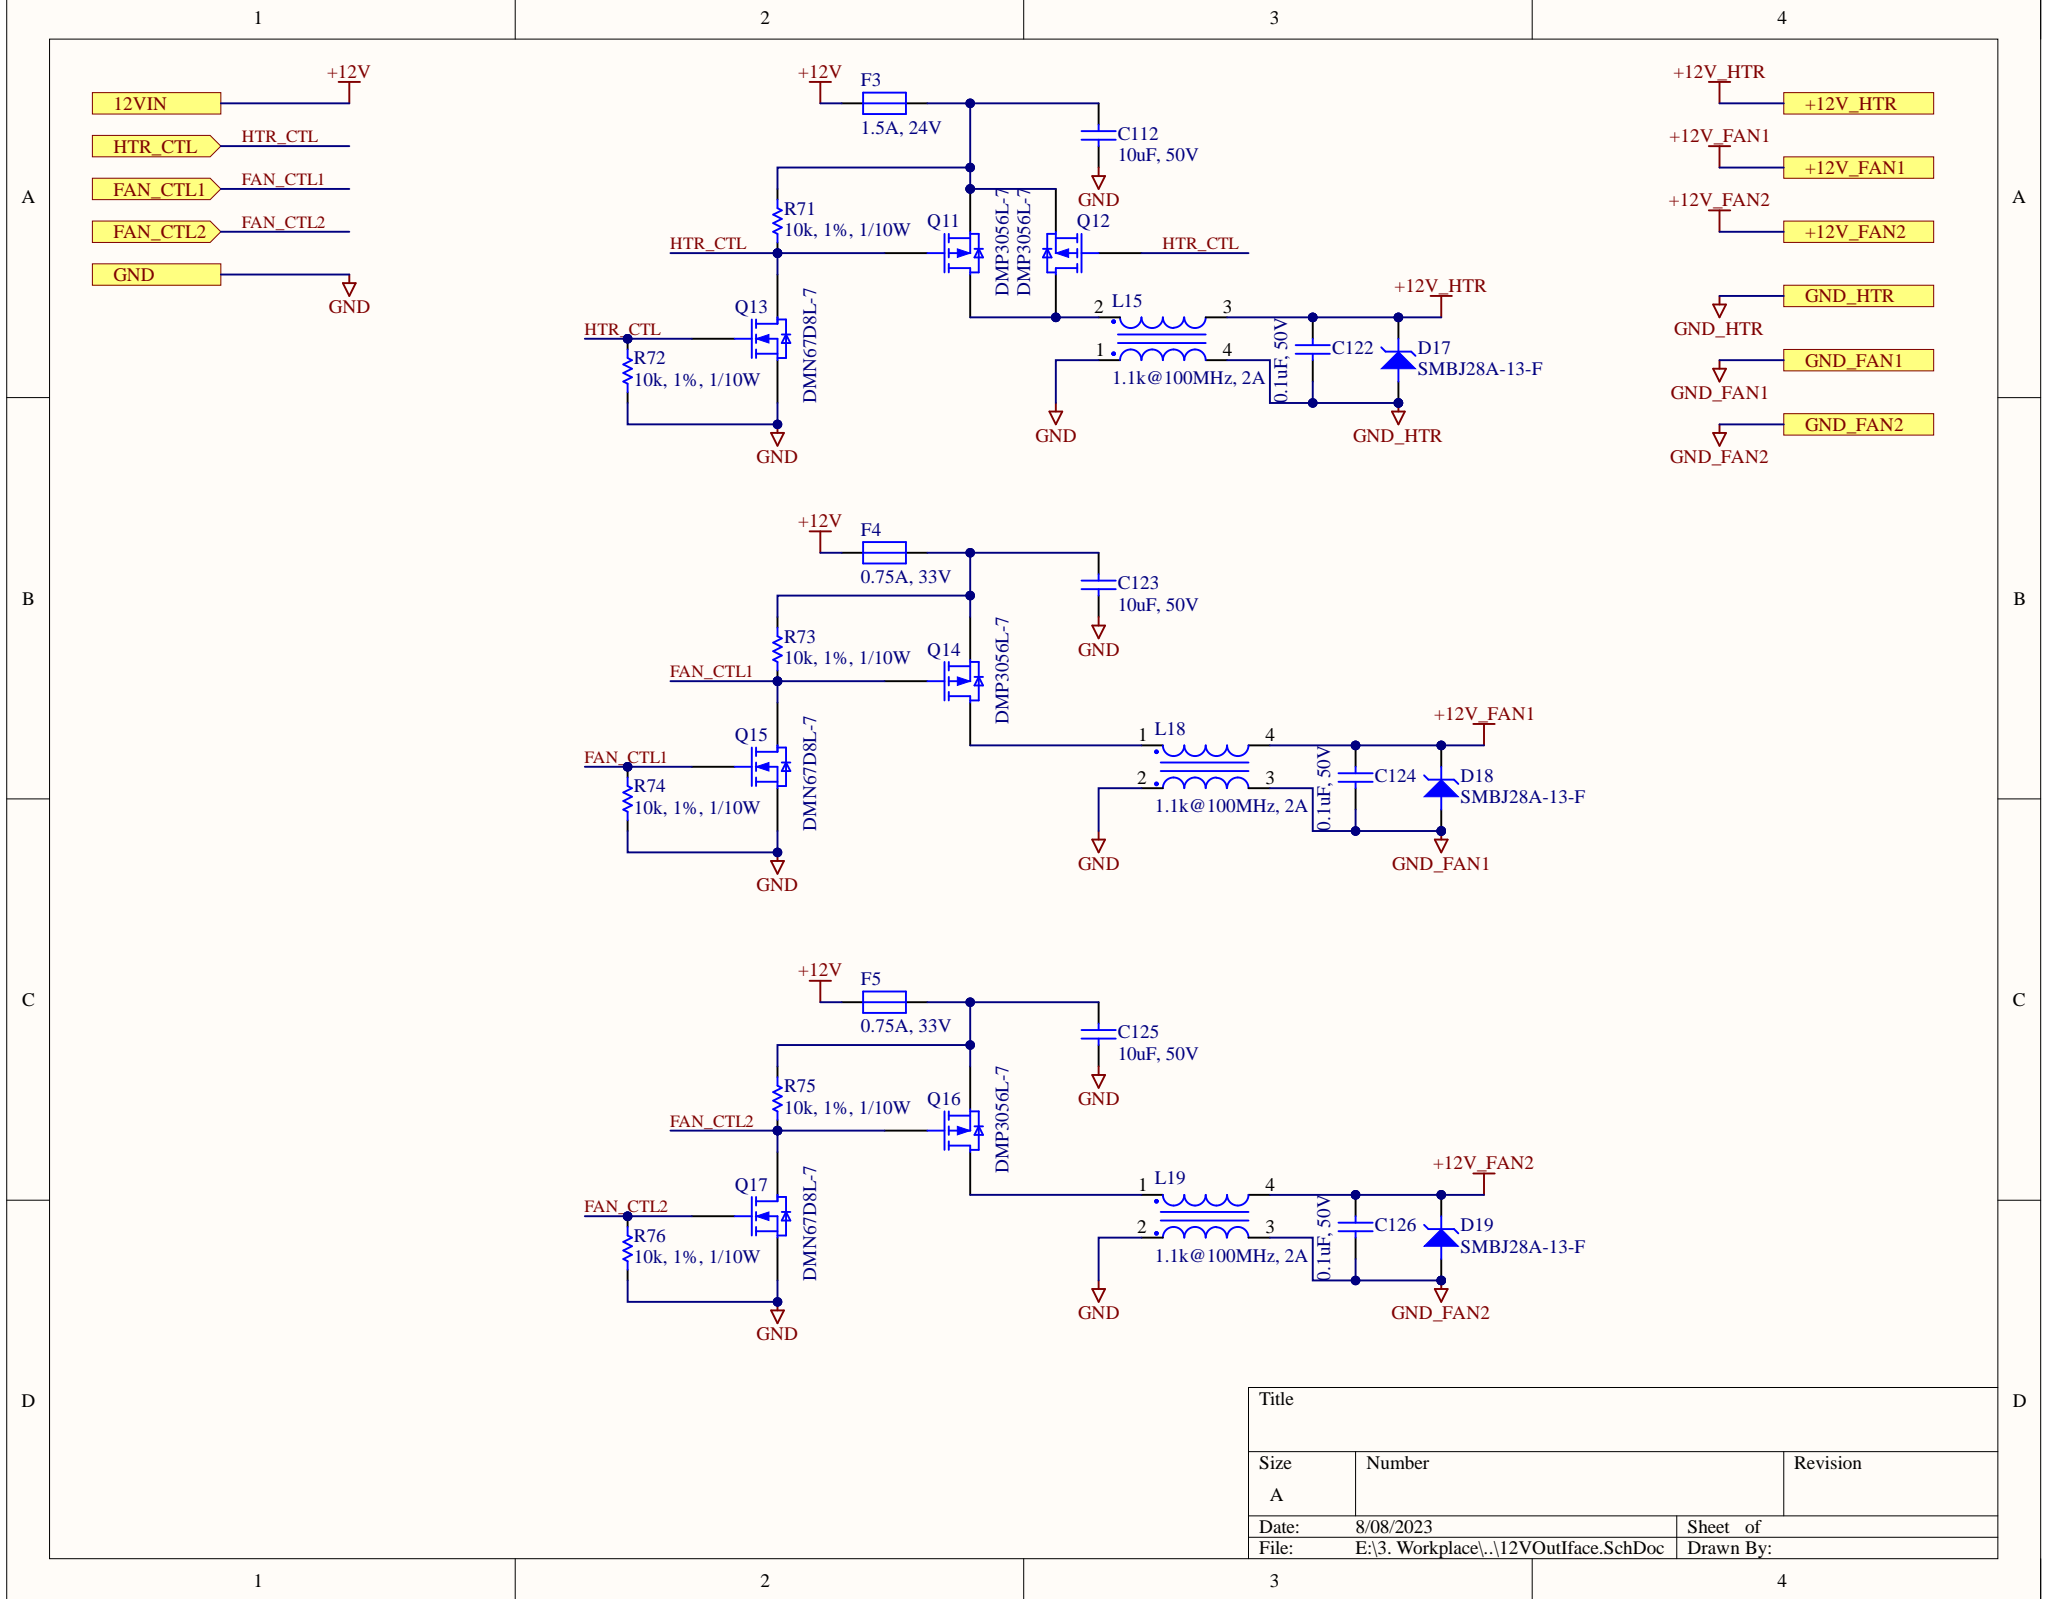 1
2
3
4
A
B
C
D
12VIN
+12V
HTR_CTL
HTR_CTL
FAN_CTL1
FAN_CTL1
FAN_CTL2
FAN_CTL2
GND
GND
+12V
F3
1.5A, 24V
C112
10uF, 50V
GND
R71
10k, 1%, 1/10W
HTR_CTL
Q11
DMP3056L-7
DMP3056L-7
Q12
HTR_CTL
Q13
DMN67D8L-7
HTR_CTL
R72
10k, 1%, 1/10W
GND
2
L15
3
1
4
1.1k@100MHz, 2A
GND
+12V_HTR
0.1uF, 50V
C122
D17
SMBJ28A-13-F
GND_HTR
+12V_HTR
+12V_HTR
+12V_FAN1
+12V_FAN1
+12V_FAN2
+12V_FAN2
GND_HTR
GND_HTR
GND_FAN1
GND_FAN1
GND_FAN2
GND_FAN2
+12V
F4
0.75A, 33V
C123
10uF, 50V
GND
R73
10k, 1%, 1/10W
FAN_CTL1
Q14
DMP3056L-7
Q15
DMN67D8L-7
FAN_CTL1
R74
10k, 1%, 1/10W
GND
1
L18
4
2
3
1.1k@100MHz, 2A
GND
+12V_FAN1
0.1uF, 50V
C124
D18
SMBJ28A-13-F
GND_FAN1
+12V
F5
0.75A, 33V
C125
10uF, 50V
GND
R75
10k, 1%, 1/10W
FAN_CTL2
Q16
DMP3056L-7
Q17
DMN67D8L-7
FAN_CTL2
R76
10k, 1%, 1/10W
GND
1
L19
4
2
3
1.1k@100MHz, 2A
GND
+12V_FAN2
0.1uF, 50V
C126
D19
SMBJ28A-13-F
GND_FAN2
A
B
C
D
Title
Size
A
Number
Revision
Date: 8/08/2023
Sheet of
File: E:\3. Workplace\..\12VOutIface.SchDoc
Drawn By:
1
2
3
4